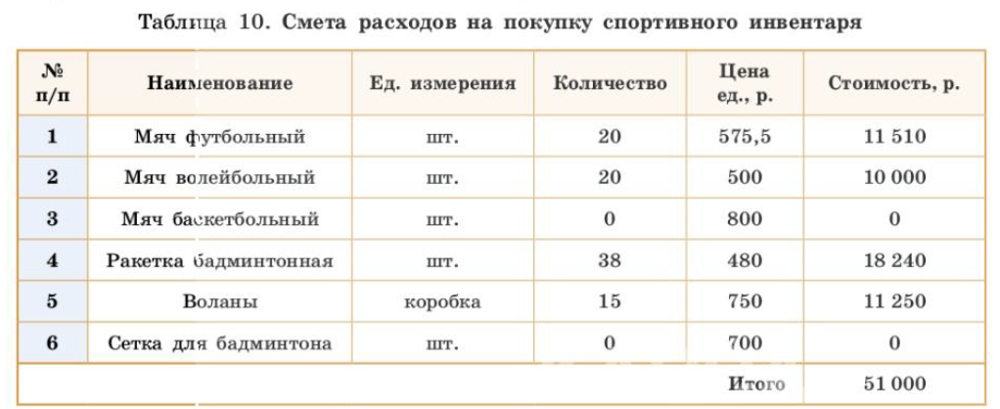 Таблица 10. Смета расходов на покупку спортивного инвентаря
№ п/п Наименование Ед. измерения Количество Цена ед., р. Стоимость, р.
1 Мяч футбольный шт. 20 575,5 11 510
2 Мяч волейбольный шт. 20 500 10 000
3 Мяч баскетбольный шт. 0 800 0
4 Ракетка бадминтонная шт. 38 480 18 240
5 Воланы коробка 15 750 11 250
6 Сетка для бадминтона шт. 0 700 0
Итого 51 000